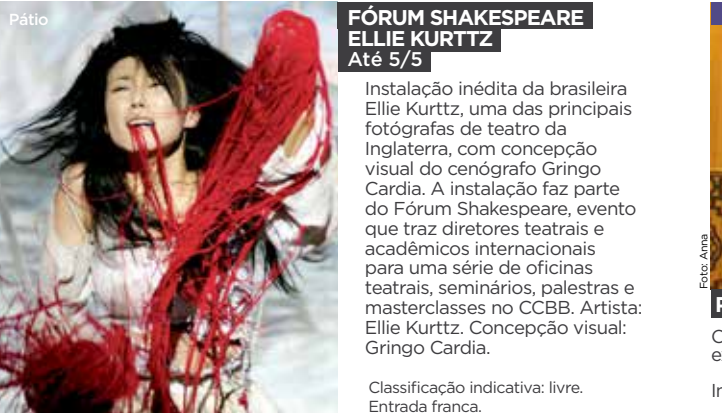 Pátio
FÓRUM SHAKESPEARE
ELLIE KURTTZ
Até 5/5
Instalação inédita da brasileira
Ellie Kurttz, uma das principais
fotógrafas de teatro da
Inglaterra, com concepção
visual do cenógrafo Gringo
Cardia. A instalação faz parte
do Fórum Shakespeare, evento
que traz diretores teatrais e
acadêmicos internacionais
para uma série de oficinas
teatrais, seminários, palestras e
masterclasses no CCBB. Artista:
Ellie Kurttz. Concepção visual:
Gringo Cardia.
Classificação indicativa: livre.
Entrada franca.
Foto: Anna